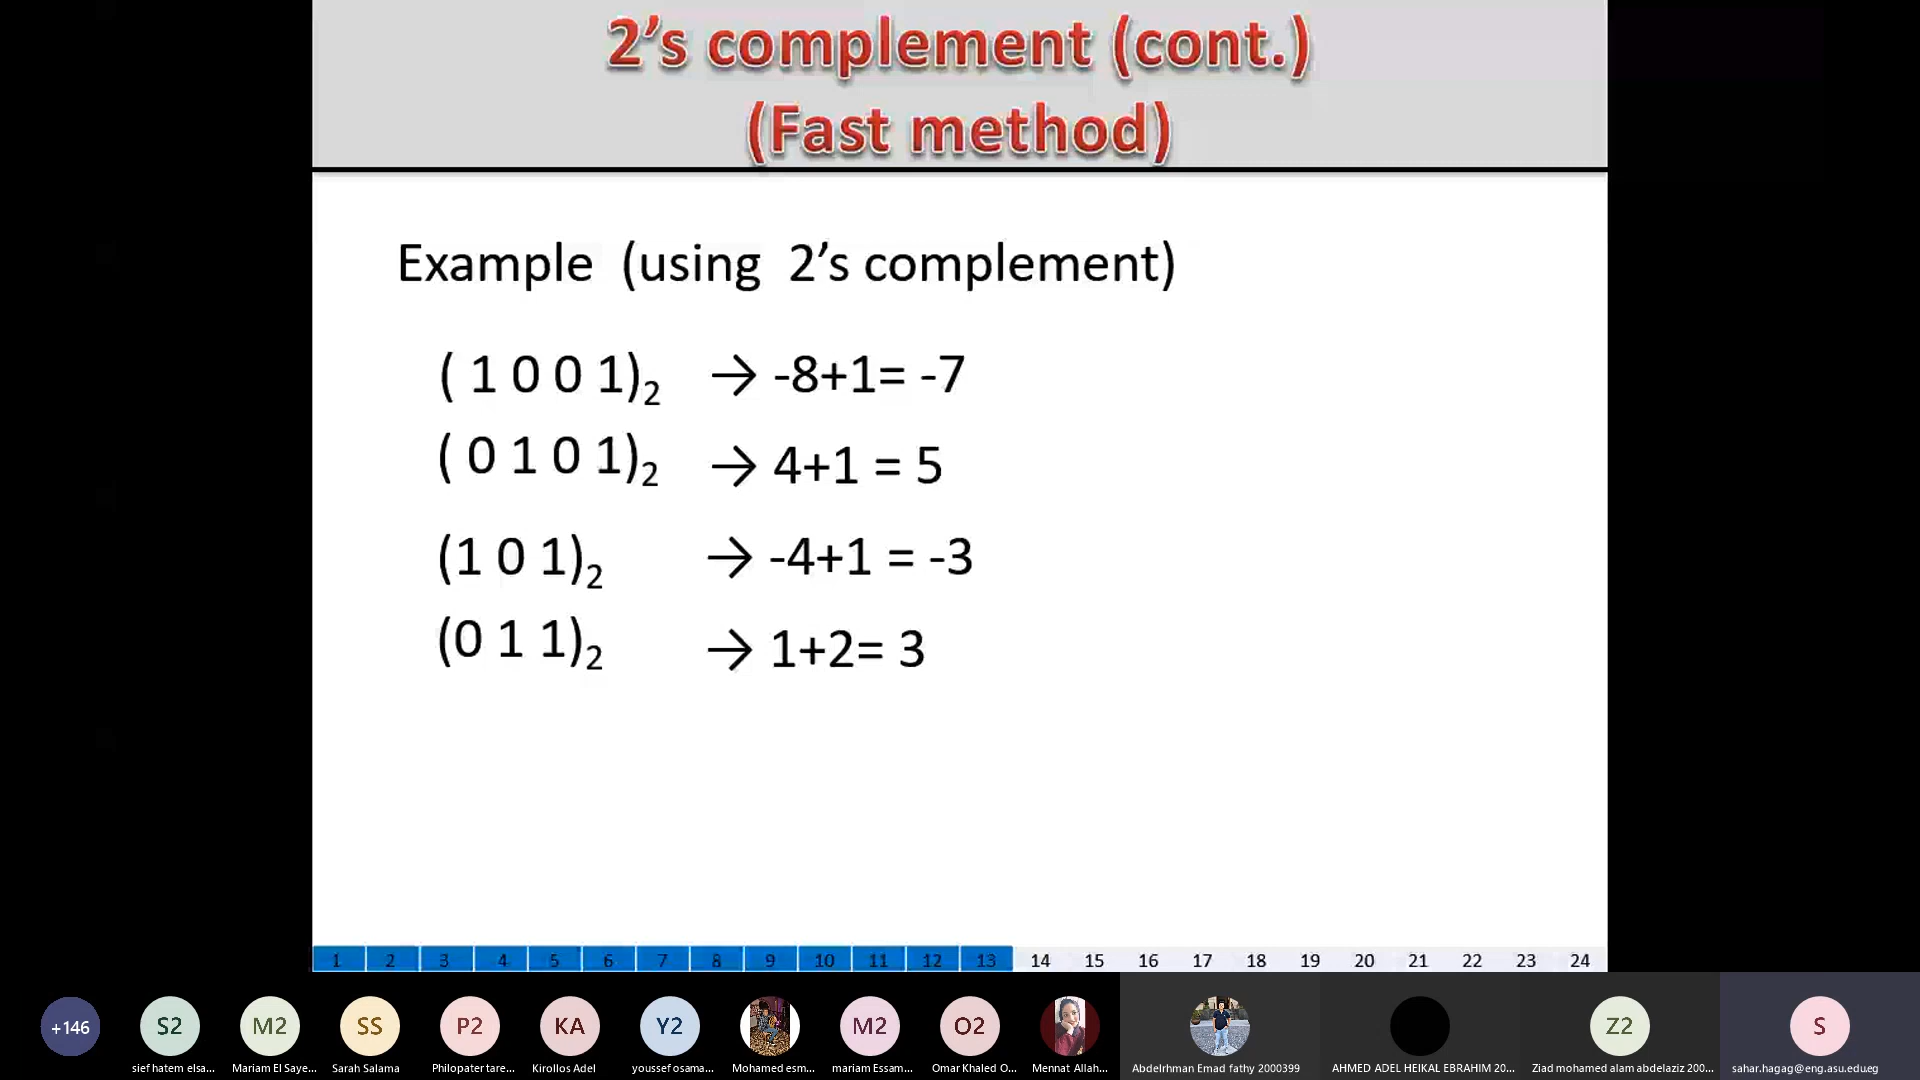 2’s complement (cont.)
(Fast method)
Example (using 2’s complement)
( 1 0 0 1)₂ → -8+1= -7
( 0 1 0 1)₂ → 4+1 = 5
(1 0 1)₂ → -4+1 = -3
(0 1 1)₂ → 1+2= 3
1 2 3 4 5 6 7 8 9 10 11 12 13 14 15 16 17 18 19 20 21 22 23 24
+146 S2 M2 SS P2 KA Y2 M2 O2 Z2 S
sief hatem elsa... Mariam El Saye... Sarah Salama Philopater tare... Kirollos Adel youssef osama... Mohamed esm... mariam Essam... Omar Khaled O... Mennat Allah... Abdelrhman Emad fathy 2000399 AHMED ADEL HEIKAL EBRAHIM 20... Ziad mohamed alam abdelaziz 200... sahar.hagag@eng.asu.edu.eg